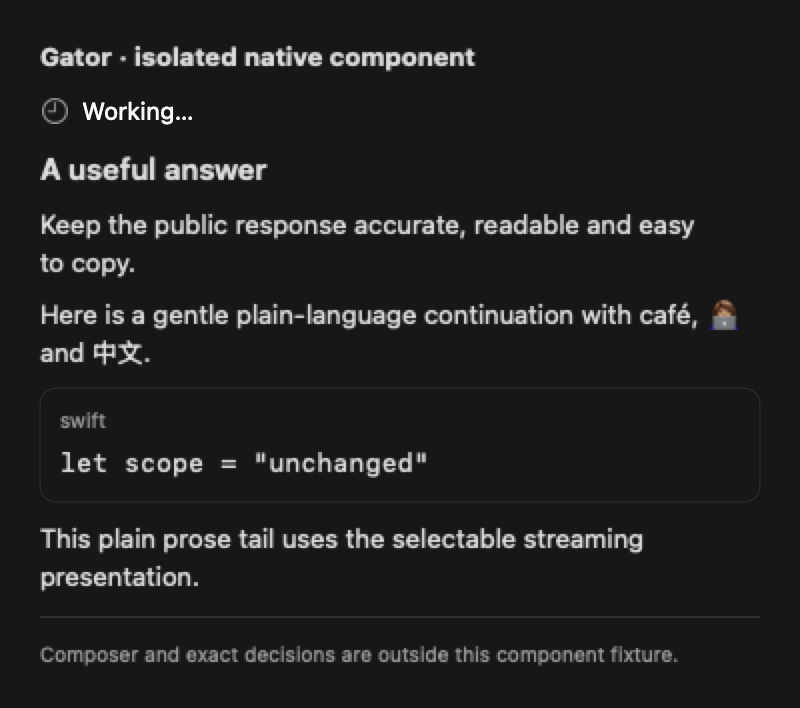 Gator · isolated native component
Working...
A useful answer
Keep the public response accurate, readable and easy
to copy.
Here is a gentle plain-language continuation with café, 👩🏽‍💻
and 中文.
swift
let scope = "unchanged"
This plain prose tail uses the selectable streaming
presentation.
Composer and exact decisions are outside this component fixture.